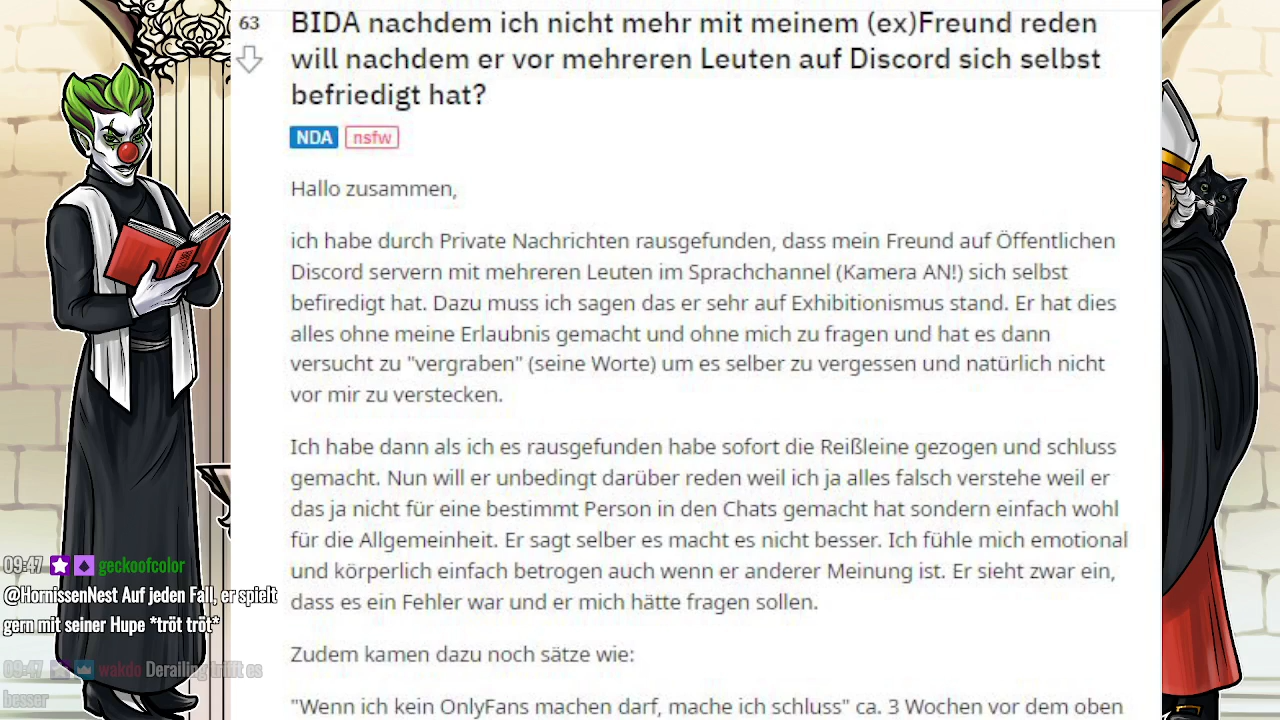 63
BIDA nachdem ich nicht mehr mit meinem (ex)Freund reden
will nachdem er vor mehreren Leuten auf Discord sich selbst
befriedigt hat?
NDA nsfw
Hallo zusammen,
ich habe durch Private Nachrichten rausgefunden, dass mein Freund auf Öffentlichen
Discord servern mit mehreren Leuten im Sprachchannel (Kamera AN!) sich selbst
befiredigt hat. Dazu muss ich sagen das er sehr auf Exhibitionismus stand. Er hat dies
alles ohne meine Erlaubnis gemacht und ohne mich zu fragen und hat es dann
versucht zu "vergraben" (seine Worte) um es selber zu vergessen und natürlich nicht
vor mir zu verstecken.
Ich habe dann als ich es rausgefunden habe sofort die Reißleine gezogen und schluss
gemacht. Nun will er unbedingt darüber reden weil ich ja alles falsch verstehe weil er
das ja nicht für eine bestimmt Person in den Chats gemacht hat sondern einfach wohl
für die Allgemeinheit. Er sagt selber es macht es nicht besser. Ich fühle mich emotional
und körperlich einfach betrogen auch wenn er anderer Meinung ist. Er sieht zwar ein,
dass es ein Fehler war und er mich hätte fragen sollen.
Zudem kamen dazu noch sätze wie:
"Wenn ich kein OnlyFans machen darf, mache ich schluss" ca. 3 Wochen vor dem oben
09:47 geckoofcolor
@HornissenNest Auf jeden Fall, er spielt
gern mit seiner Hupe *tröt tröt*
09:47 wakdo Derailing trifft es
besser